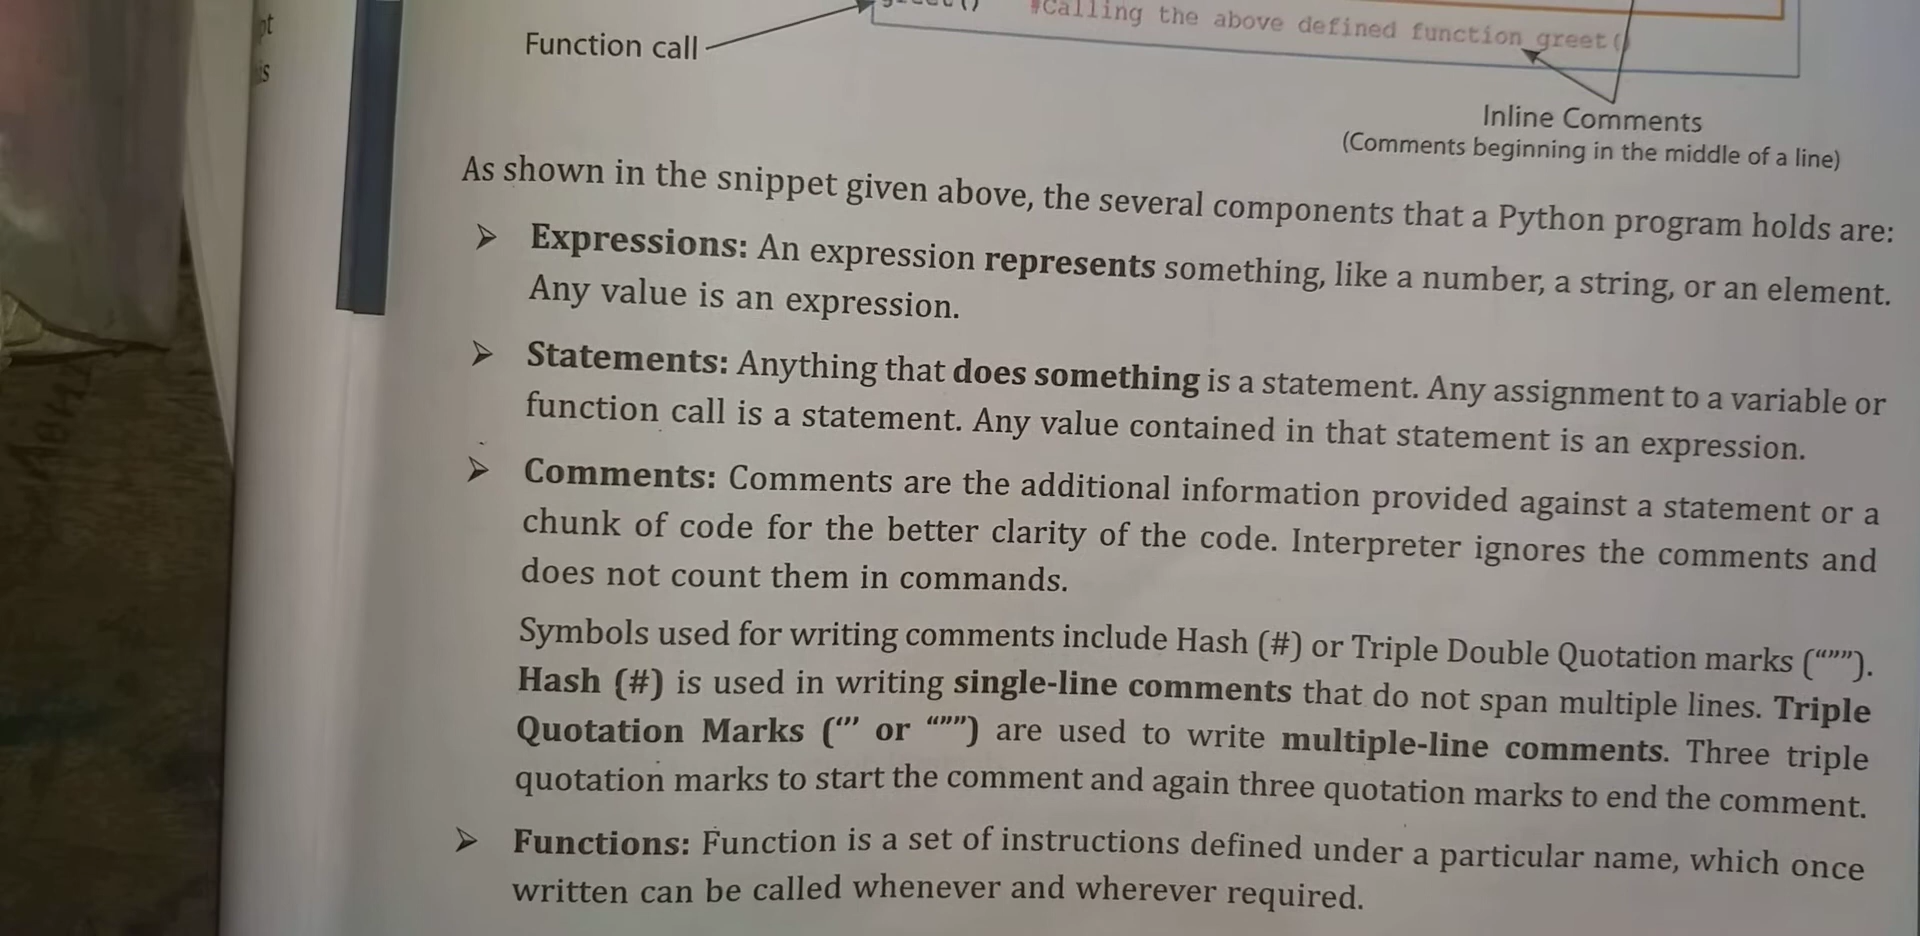 pt
is
#Calling the above defined function greet()
Function call
Inline Comments
(Comments beginning in the middle of a line)
As shown in the snippet given above, the several components that a Python program holds are:
➤ Expressions: An expression represents something, like a number, a string, or an element.
Any value is an expression.
➤ Statements: Anything that does something is a statement. Any assignment to a variable or
function call is a statement. Any value contained in that statement is an expression.
➤ Comments: Comments are the additional information provided against a statement or a
chunk of code for the better clarity of the code. Interpreter ignores the comments and
does not count them in commands.
Symbols used for writing comments include Hash (#) or Triple Double Quotation marks (“””).
Hash (#) is used in writing single-line comments that do not span multiple lines. Triple
Quotation Marks (‘’’ or “””) are used to write multiple-line comments. Three triple
quotation marks to start the comment and again three quotation marks to end the comment.
➤ Functions: Function is a set of instructions defined under a particular name, which once
written can be called whenever and wherever required.